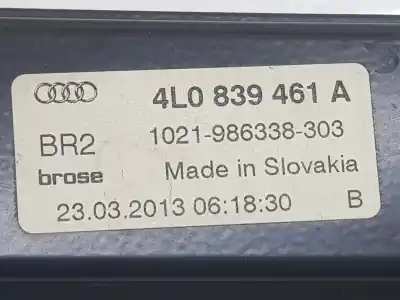 4L0 839 461 A
BR2 1021-986338-303
brose Made in Slovakia
23.03.2013 06:18:30 B